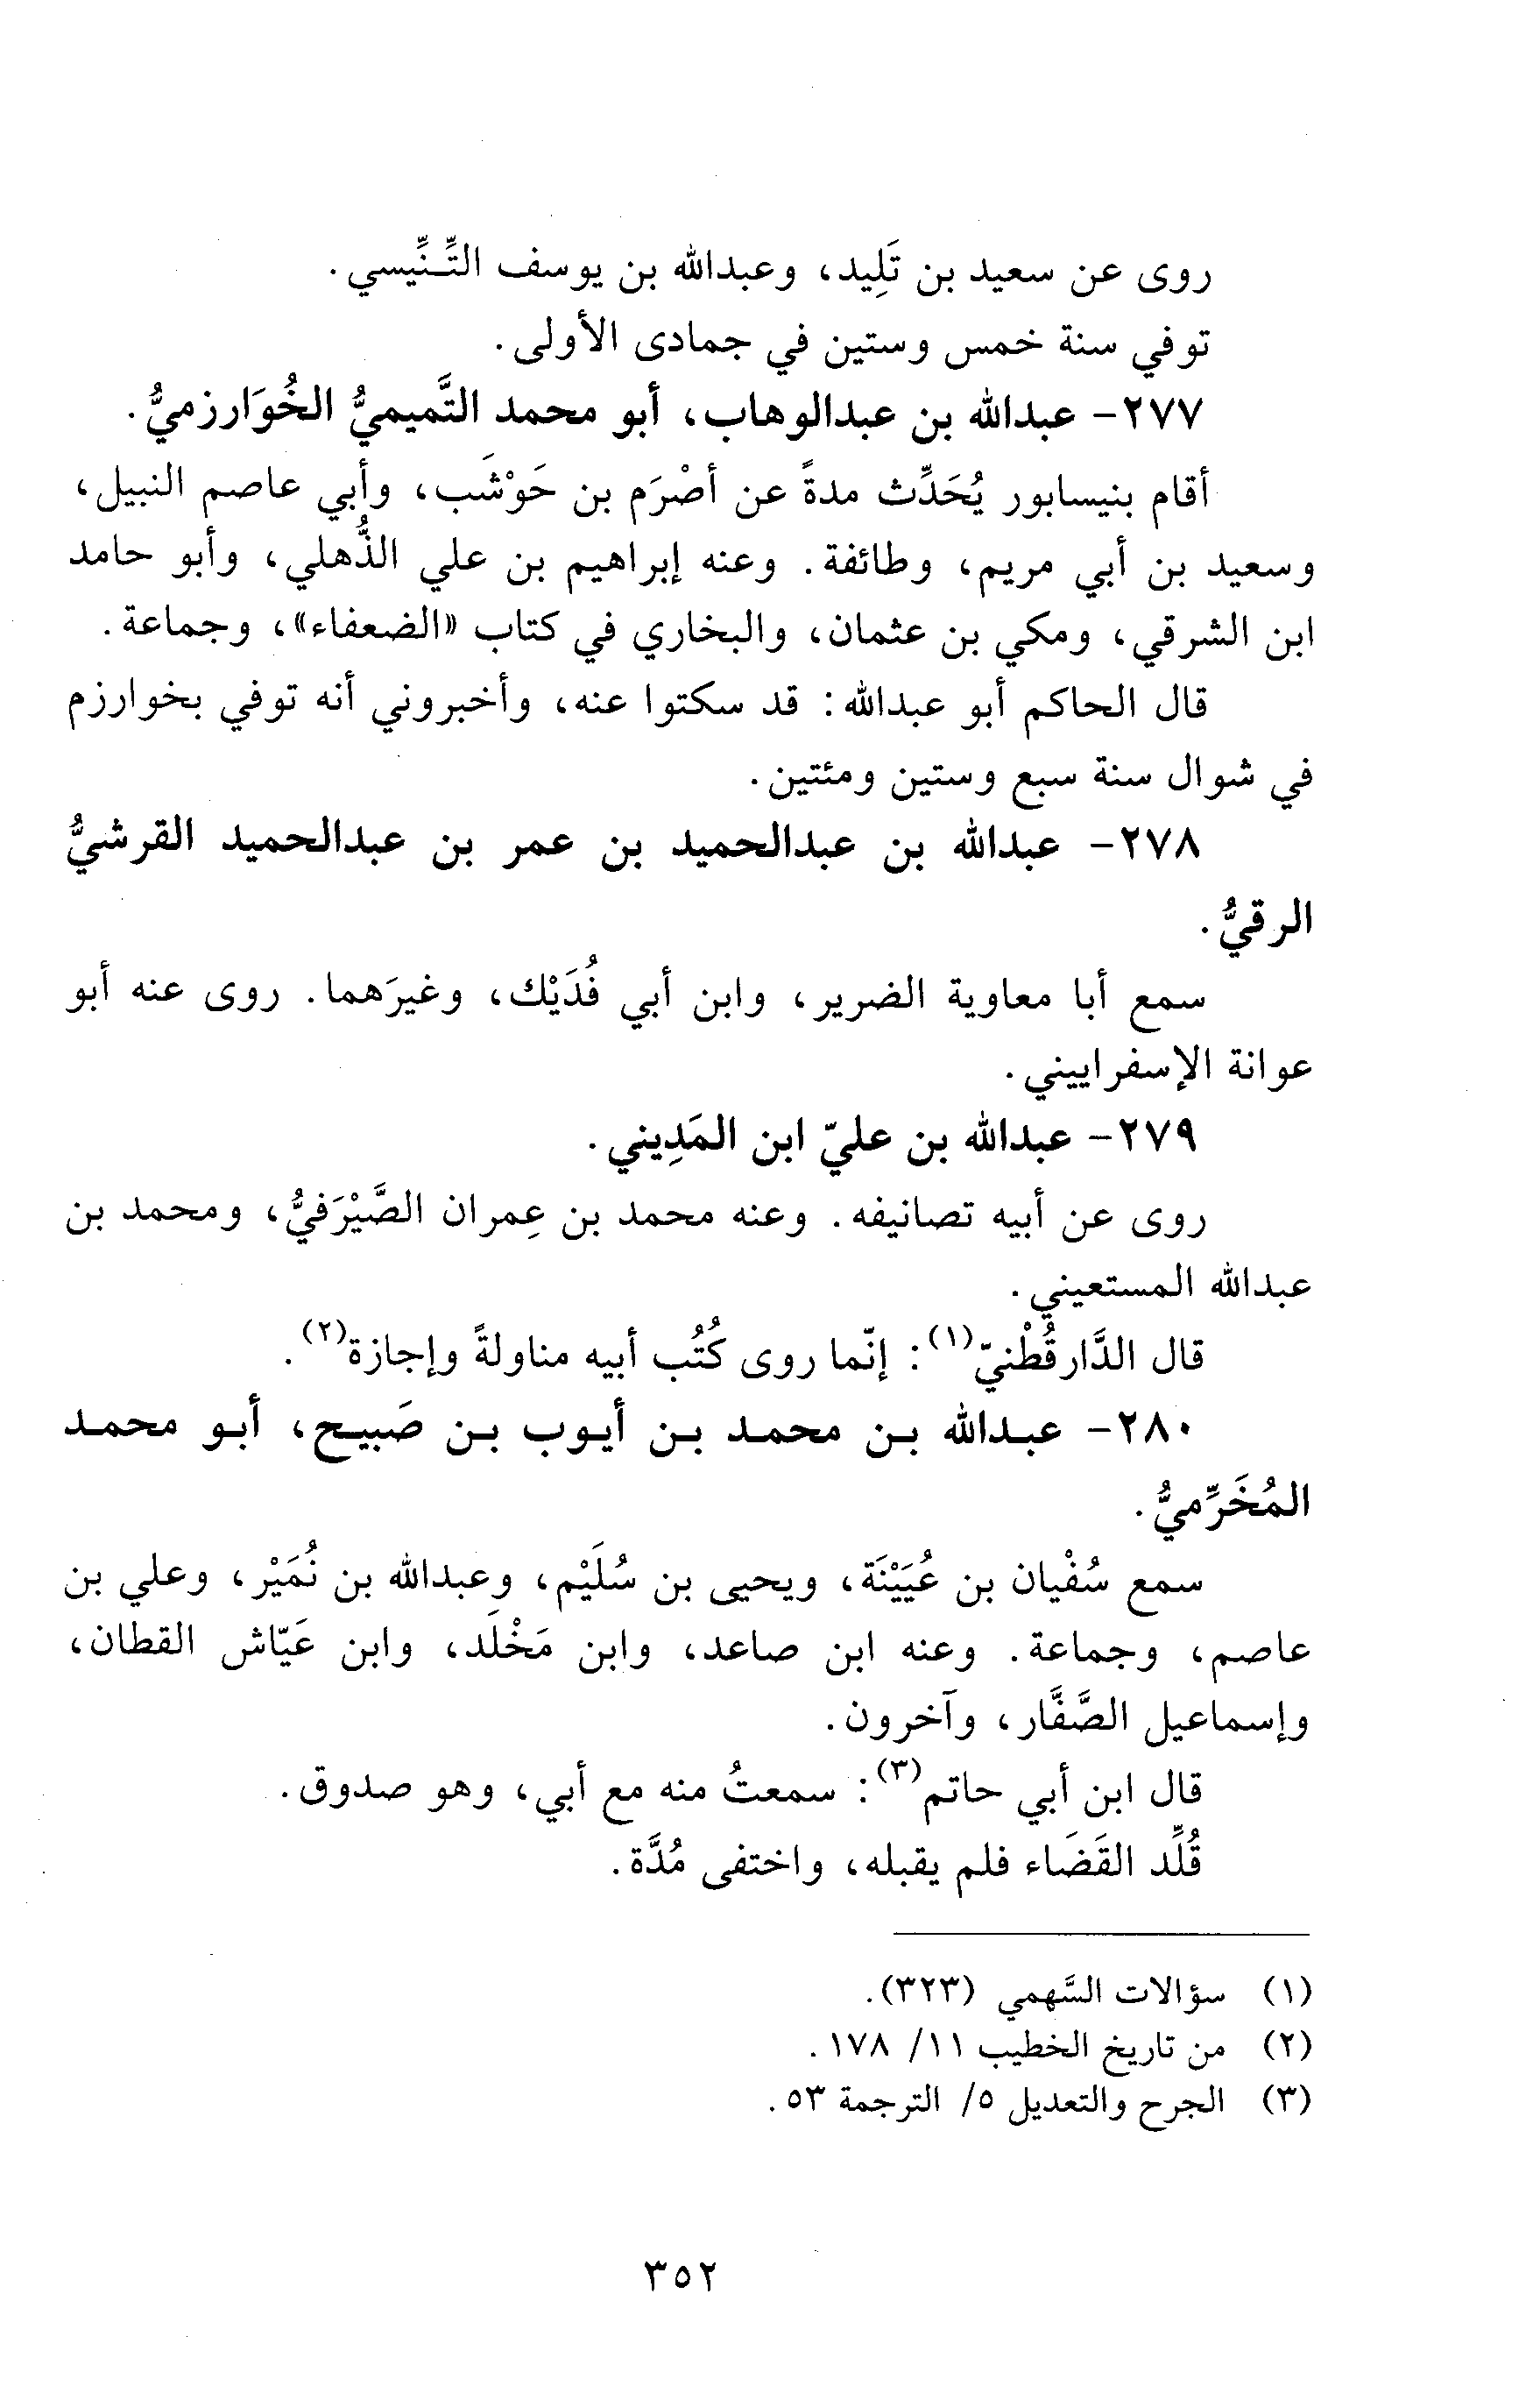 روى عن سعيد بن تَلِيد، وعبدالله بن يوسف التِّنِّيسي.
توفي سنة خمس وستين في جمادى الأولى.
٢٧٧- عبدالله بن عبدالوهاب، أبو محمد التَّميميُّ الخُوَارزميُّ.
أقام بنيسابور يُحَدِّث مدةً عن أصْرَم بن حَوْشَب، وأبي عاصم النبيل،
وسعيد بن أبي مريم، وطائفة. وعنه إبراهيم بن علي الذُّهلي، وأبو حامد
ابن الشرقي، ومكي بن عثمان، والبخاري في كتاب «الضعفاء»، وجماعة.
قال الحاكم أبو عبدالله: قد سكتوا عنه، وأخبروني أنه توفي بخوارزم
في شوال سنة سبع وستين ومئتين.
٢٧٨- عبدالله بن عبدالحميد بن عمر بن عبدالحميد القرشيُّ
الرقيُّ.
سمع أبا معاوية الضرير، وابن أبي فُدَيْك، وغيرَهما. روى عنه أبو
عوانة الإسفراييني.
٢٧٩- عبدالله بن عليّ ابن المَدِيني.
روى عن أبيه تصانيفه. وعنه محمد بن عِمران الصَّيْرَفيُّ، ومحمد بن
عبدالله المستعيني.
قال الدَّارقُطْنيّ(١): إنّما روى كُتُب أبيه مناولةً وإجازة(٢).
٢٨٠- عبدالله بن محمد بن أيوب بن صَبيح، أبو محمد
المُخَرِّميُّ.
سمع سُفْيان بن عُيَيْنَة، ويحيى بن سُلَيْم، وعبدالله بن نُمَيْر، وعلي بن
عاصم، وجماعة. وعنه ابن صاعد، وابن مَخْلَد، وابن عَيّاش القطان،
وإسماعيل الصَّفَّار، وآخرون.
قال ابن أبي حاتم(٣): سمعتُ منه مع أبي، وهو صدوق.
قُلِّد القَضَاء فلم يقبله، واختفى مُدَّة.
(١) سؤالات السَّهمي (٣٢٣).
(٢) من تاريخ الخطيب ١١/ ١٧٨.
(٣) الجرح والتعديل ٥/ الترجمة ٥٣.
٣٥٢